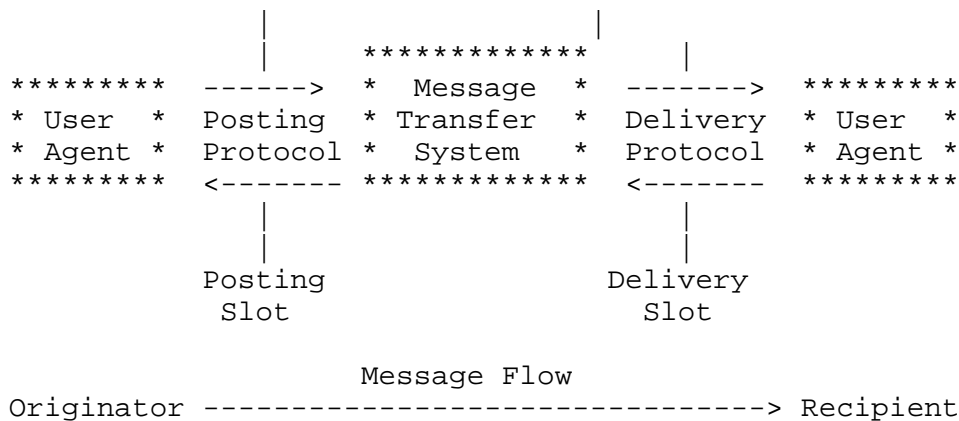 |                   |
|     *************      |
*********  ------>  *  Message  *  ------->  *********
* User  *  Posting  * Transfer  *  Delivery  * User  *
* Agent *  Protocol *  System   *  Protocol  * Agent *
*********  <------- *************  <-------  *********
|                        |
|                        |
Posting                Delivery
Slot                   Slot
Message Flow
Originator --------------------------------> Recipient